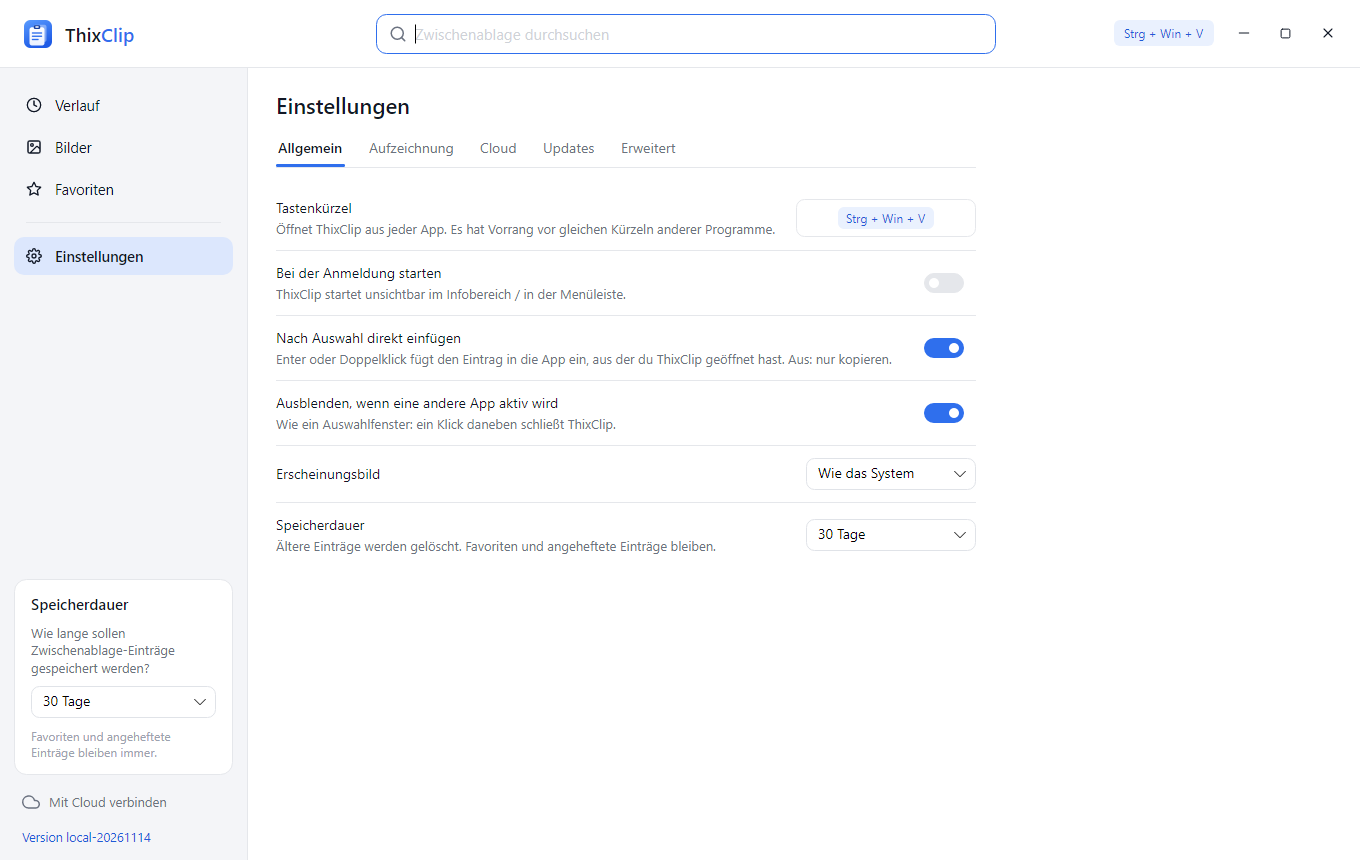 ThixClip
Zwischenablage durchsuchen
Strg + Win + V
Verlauf
Bilder
Favoriten
Einstellungen
Einstellungen
Allgemein Aufzeichnung Cloud Updates Erweitert
Tastenkürzel
Öffnet ThixClip aus jeder App. Es hat Vorrang vor gleichen Kürzeln anderer Programme.
Strg + Win + V
Bei der Anmeldung starten
ThixClip startet unsichtbar im Infobereich / in der Menüleiste.
Nach Auswahl direkt einfügen
Enter oder Doppelklick fügt den Eintrag in die App ein, aus der du ThixClip geöffnet hast. Aus: nur kopieren.
Ausblenden, wenn eine andere App aktiv wird
Wie ein Auswahlfenster: ein Klick daneben schließt ThixClip.
Erscheinungsbild
Wie das System
Speicherdauer
Ältere Einträge werden gelöscht. Favoriten und angeheftete Einträge bleiben.
30 Tage
Speicherdauer
Wie lange sollen
Zwischenablage-Einträge
gespeichert werden?
30 Tage
Favoriten und angeheftete
Einträge bleiben immer.
Mit Cloud verbinden
Version local-20261114